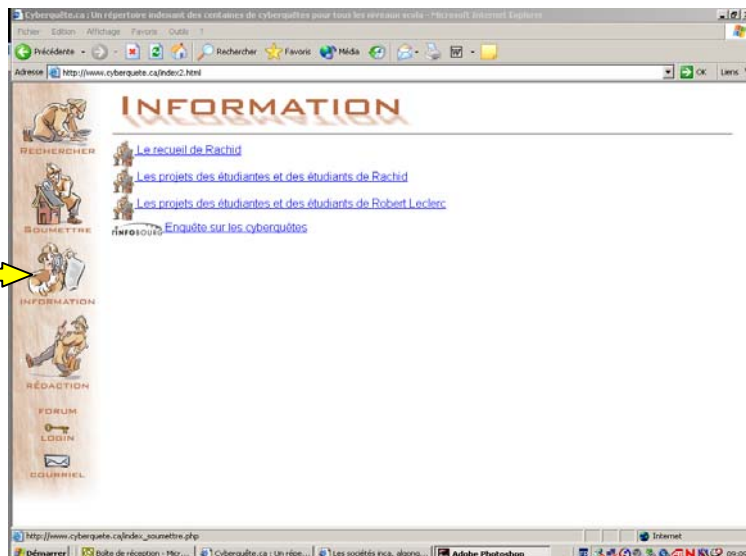 Cyberquête.ca : Un répertoire indexant des centaines de cyberquêtes pour tous les niveaux scola - Microsoft Internet Explorer
Fichier Edition Affichage Favoris Outils ?
Précédente Rechercher Favoris Média
Adresse http://www.cyberquete.ca/index2.html OK Liens
INFORMATION
RECHERCHER
Le recueil de Rachid
Les projets des étudiantes et des étudiants de Rachid
Les projets des étudiantes et des étudiants de Robert Leclerc
L'INFOBOURG Enquête sur les cyberquêtes
SOUMETTRE
INFORMATION
RÉDACTION
FORUM
LOGIN
COURRIEL
http://www.cyberquete.ca/index_soumettre.php Internet
Démarrer Boîte de réception - Micr... Cyberquête.ca : Un répe... Les sociétés inca, algonq... Adobe Photoshop 09:09